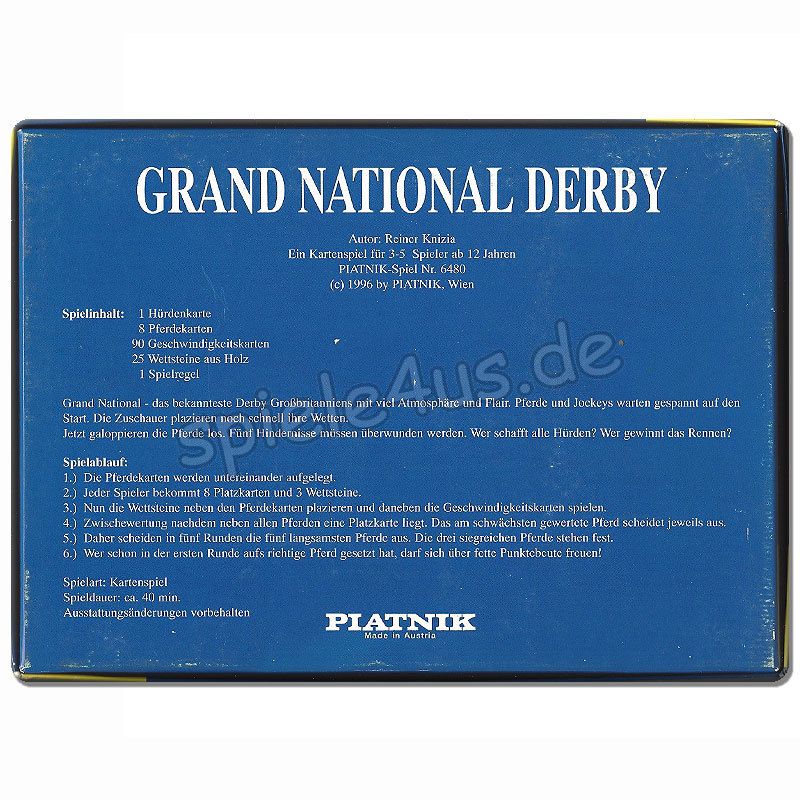 GRAND NATIONAL DERBY
Autor: Reiner Knizia
Ein Kartenspiel für 3-5 Spieler ab 12 Jahren
PIATNIK-Spiel Nr. 6480
(c) 1996 by PIATNIK, Wien
Spielinhalt: 1 Hürdenkarte
8 Pferdekarten
90 Geschwindigkeitskarten
25 Wettsteine aus Holz
1 Spielregel
Grand National - das bekannteste Derby Großbritanniens mit viel Atmosphäre und Flair. Pferde und Jockeys warten gespannt auf den
Start. Die Zuschauer plazieren noch schnell ihre Wetten.
Jetzt galoppieren die Pferde los. Fünf Hindernisse müssen überwunden werden. Wer schafft alle Hürden? Wer gewinnt das Rennen?
Spielablauf:
1.) Die Pferdekarten werden untereinander aufgelegt.
2.) Jeder Spieler bekommt 8 Platzkarten und 3 Wettsteine.
3.) Nun die Wettsteine neben den Pferdekarten plazieren und daneben die Geschwindigkeitskarten spielen.
4.) Zwischewertung nachdem neben allen Pferden eine Platzkarte liegt. Das am schwächsten gewertete Pferd scheidet jeweils aus.
5.) Daher scheiden in fünf Runden die fünf langsamsten Pferde aus. Die drei siegreichen Pferde stehen fest.
6.) Wer schon in der ersten Runde aufs richtige Pferd gesetzt hat, darf sich über fette Punktebeute freuen!
Spielart: Kartenspiel
Spieldauer: ca. 40 min.
Ausstattungsänderungen vorbehalten
PIATNIK
Made in Austria
spiele4us.de